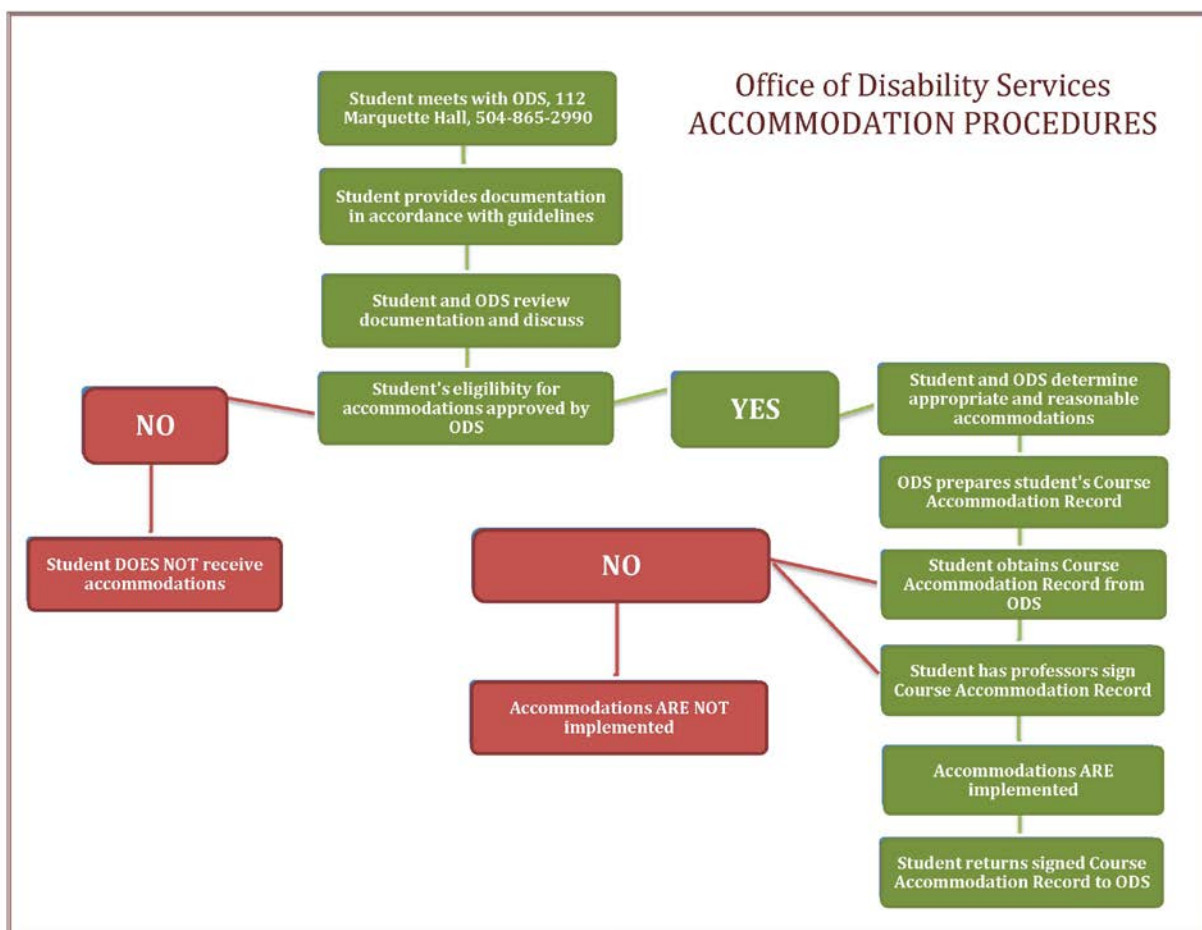 Office of Disability Services
ACCOMMODATION PROCEDURES
Student meets with ODS, 112
Marquette Hall, 504-865-2990
Student provides documentation
in accordance with guidelines
Student and ODS review
documentation and discuss
Student's eligilibity for
accommodations approved by
ODS
NO
Student DOES NOT receive
accommodations
YES
Student and ODS determine
appropriate and reasonable
accommodations
ODS prepares student's Course
Accommodation Record
Student obtains Course
Accommodation Record from
ODS
Student has professors sign
Course Accommodation Record
NO
Accommodations ARE NOT
implemented
Accommodations ARE
implemented
Student returns signed Course
Accommodation Record to ODS